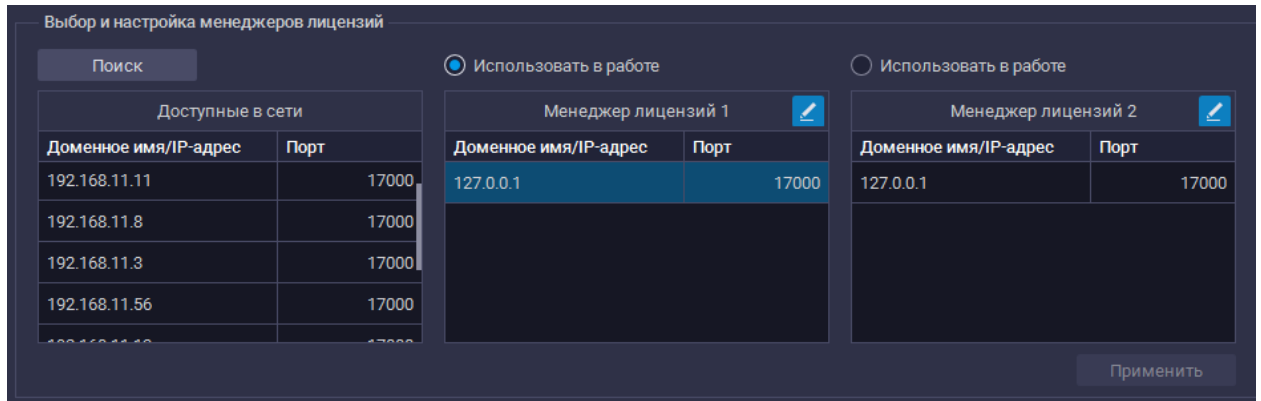 Выбор и настройка менеджеров лицензий
Поиск
Использовать в работе
Использовать в работе
Доступные в сети
Менеджер лицензий 1
Менеджер лицензий 2
Доменное имя/IP-адрес Порт
Доменное имя/IP-адрес Порт
Доменное имя/IP-адрес Порт
192.168.11.11 17000
127.0.0.1 17000
127.0.0.1 17000
192.168.11.8 17000
192.168.11.3 17000
192.168.11.56 17000
Применить